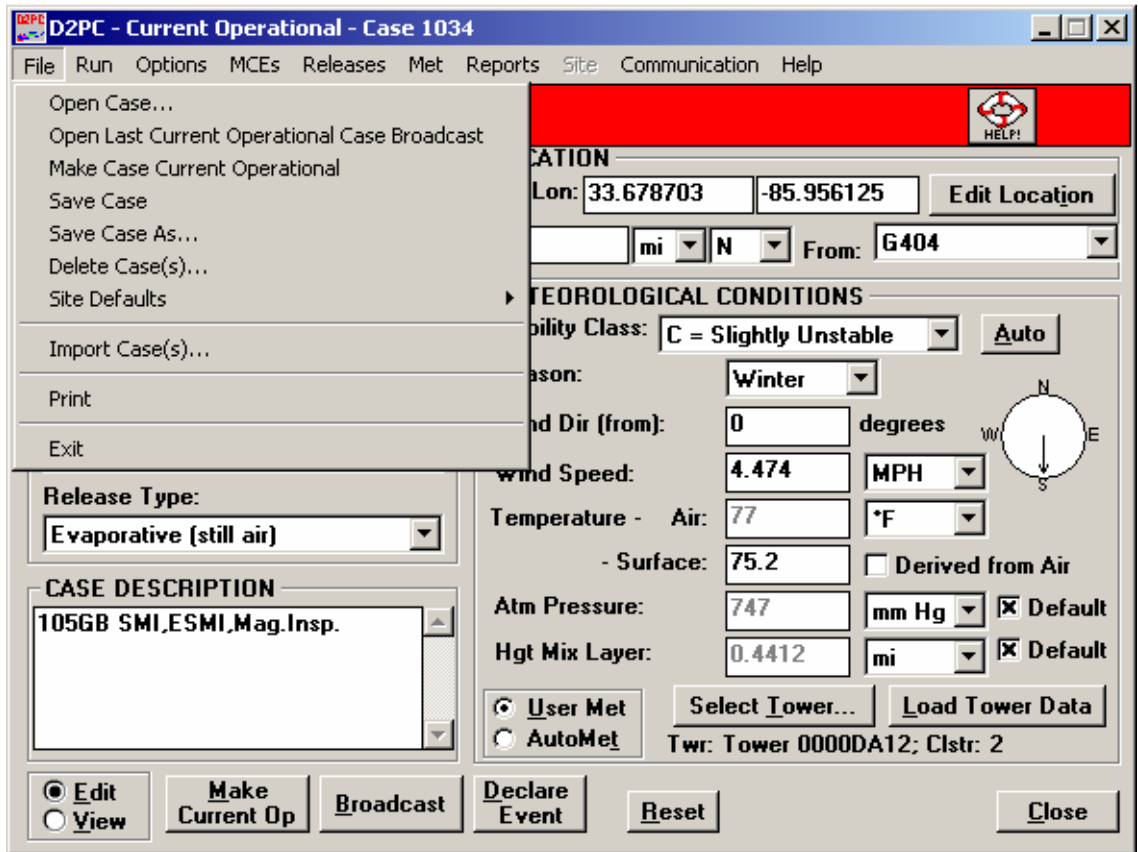 D2PC
D2PC - Current Operational - Case 1034
File Run Options MCEs Releases Met Reports Site Communication Help
Open Case...
Open Last Current Operational Case Broadcast
Make Case Current Operational
Save Case
Save Case As...
Delete Case(s)...
Site Defaults
Import Case(s)...
Print
Exit
HELP!
CATION
Lon: 33.678703 -85.956125 Edit Location
mi N From: G404
TEOROLOGICAL CONDITIONS
bility Class: C = Slightly Unstable Auto
ason: Winter
nd Dir (from): 0 degrees
N
W E
S
Wind Speed: 4.474 MPH
Temperature - Air: 77 °F
- Surface: 75.2 Derived from Air
Atm Pressure: 747 mm Hg Default
Hgt Mix Layer: 0.4412 mi Default
User Met Select Tower... Load Tower Data
AutoMet Twr: Tower 0000DA12; Clstr: 2
Release Type:
Evaporative (still air)
CASE DESCRIPTION
105GB SMI,ESMI,Mag.Insp.
Edit
View
Make Current Op
Broadcast
Declare Event
Reset
Close